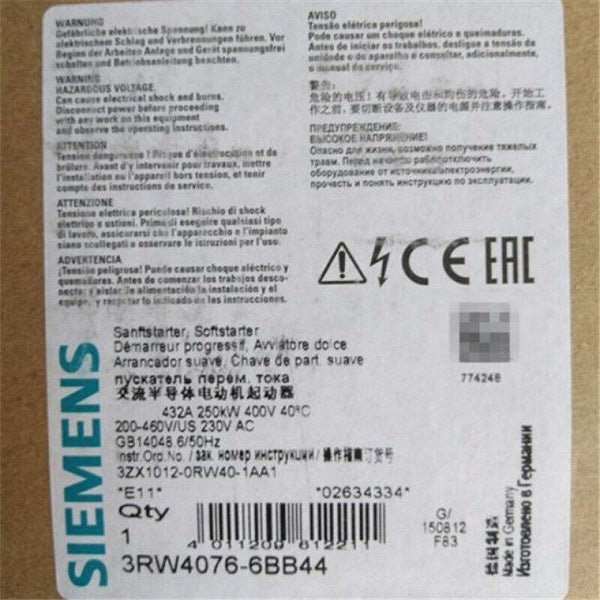 WARNUNG
Gefährliche elektrische Spannung! Kann zu
elektrischem Schlag und Verbrennungen führen. Vor
Beginn der Arbeiten Anlage und Gerät spannungsfrei
schalten und Betriebsanleitung beachten.
WARNING
HAZARDOUS VOLTAGE.
Can cause electrical shock and burns.
Disconnect power before proceeding
with any work on this equipment
and observe the operating instructions.
ATTENTION
Tension dangereuse ! Risque d'électrocution et de
brûlure. Avant d'y intervenir pour travaux, mettre
l'installation ou l'appareil hors tension, et tenir
compte des instructions de service.
ATTENZIONE
Tensione elettrica pericolosa! Rischio di shock
elettrico e ustioni. Prima di eseguire qualsiasi tipo
di lavoro, assicurarsi che l'apparecchio e l'impianto
siano scollegati e osservare le isruzioni per l'uso.
ADVERTENCIA
¡Tensión peligrosa! Puede causar choque eléctrico y
quemaduras. Antes de comenzar los trabajos desco-
nectar y aislar la alimentación la instalación y el
equipo, y respetar lo indicado en las instrucciones.
AVISO
Tensão elétrica perigosa!
Pode causar um choque elétrico e queimaduras.
Antes de iniciar os trabalhos, desligue a tensão da
unidade e do aparelho e consultar, adicionalmente,
o manual do serviço.
警告:
危险的电压! 有导致电击和灼伤的危险。开始工
作之前, 要切断设备及仪器的电源并注意操作指南。
ПРЕДУПРЕЖДЕНИЕ:
ВЫСОКОЕ НАПРЯЖЕНИЕ!
Опасно для жизни, возможно получение тяжелых
травм. Перед началом работ отключить
оборудование от источника электроэнергии,
прочесть и понять инструкцию по эксплуатации.
CE EAC
774248
SIEMENS
Sanftstarter, Softstarter
Démarreur progressif, Avviatore dolce
Arrancador suave, Chave de part. suave
пускатель перем. тока
交流半导体电动机起动器
432A 250kW 400V 40°C
200-460V/US 230V AC
GB14048.6/50Hz
Instr.Ord.No./ зак. номер инструкции/ 操作指南订货号
3ZX1012-0RW40-1AA1
"E11" "02634334"
Qty
1
4 011209 612211
3RW4076-6BB44
G/
150812
F83
德国制造
Made in Germany
Изготовлено в Германии